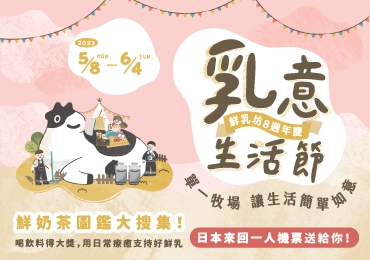 2023
5/8 MON. — 6/4 SUN.
乳意
鮮乳坊8週年慶
生活節
單一牧場 讓生活簡單如意
鮮奶茶圖鑑大搜集！
喝飲料得大獎，用日常療癒支持好鮮乳
日本來回一人機票送給你！